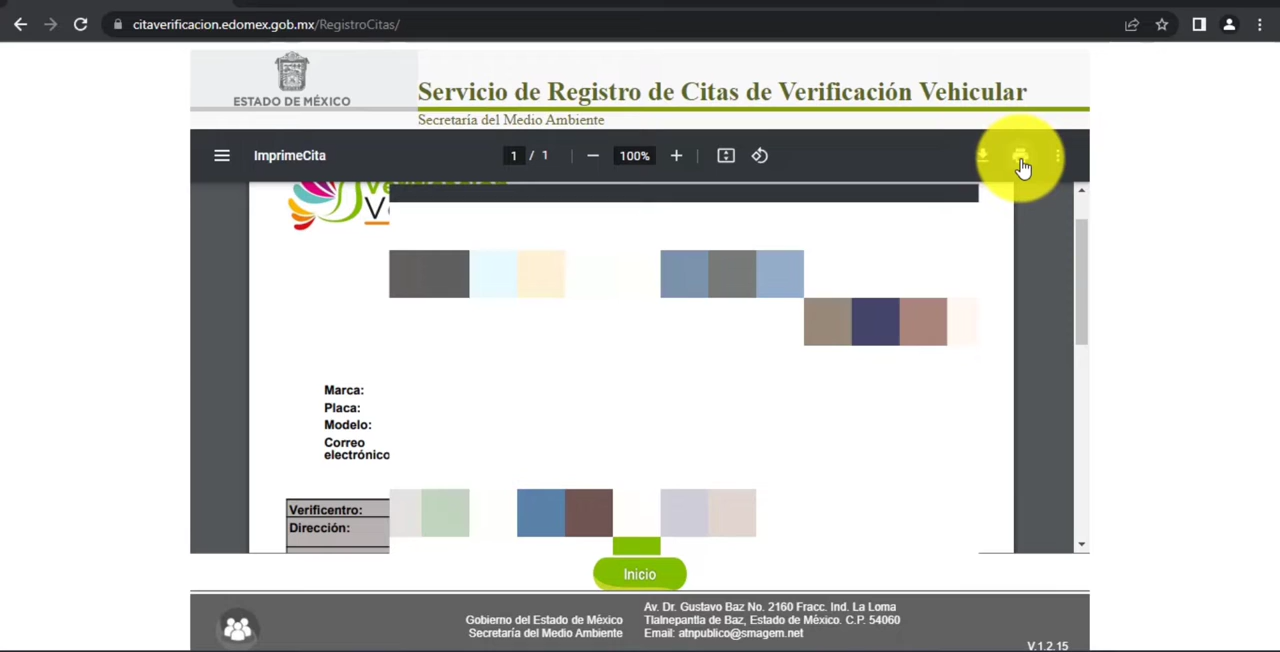 citaverificacion.edomex.gob.mx/RegistroCitas/
ESTADO DE MÉXICO
Servicio de Registro de Citas de Verificación Vehicular
Secretaría del Medio Ambiente
ImprimeCita
1 / 1
100%
Marca:
Placa:
Modelo:
Correo
electrónico
Verificentro:
Dirección:
Inicio
Gobierno del Estado de México
Secretaría del Medio Ambiente
Av. Dr. Gustavo Baz No. 2160 Fracc. Ind. La Loma
Tlalnepantla de Baz, Estado de México. C.P. 54060
Email: atnpublico@smagem.net
V.1.2.15